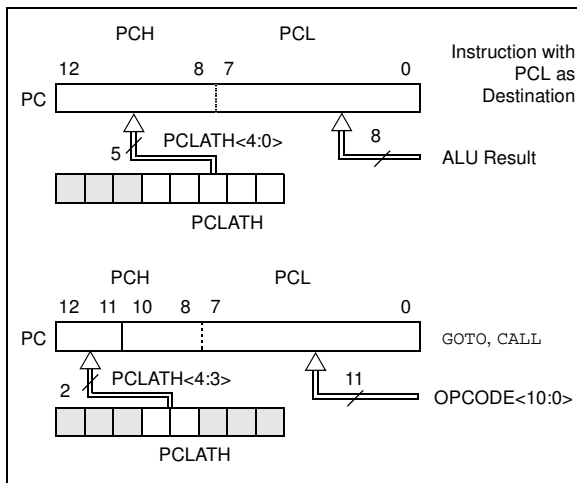 PCH PCL
12 8 7 0
Instruction with
PCL as
Destination
PC
5 PCLATH<4:0>
8
ALU Result
PCLATH
PCH PCL
12 11 10 8 7 0
PC
GOTO, CALL
2 PCLATH<4:3>
11
OPCODE<10:0>
PCLATH